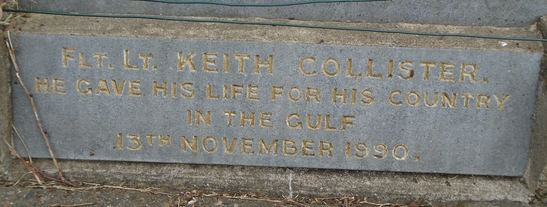 FLT. LT. KEITH COLLISTER.
HE GAVE HIS LIFE FOR HIS COUNTRY
IN THE GULF
13TH NOVEMBER 1990.